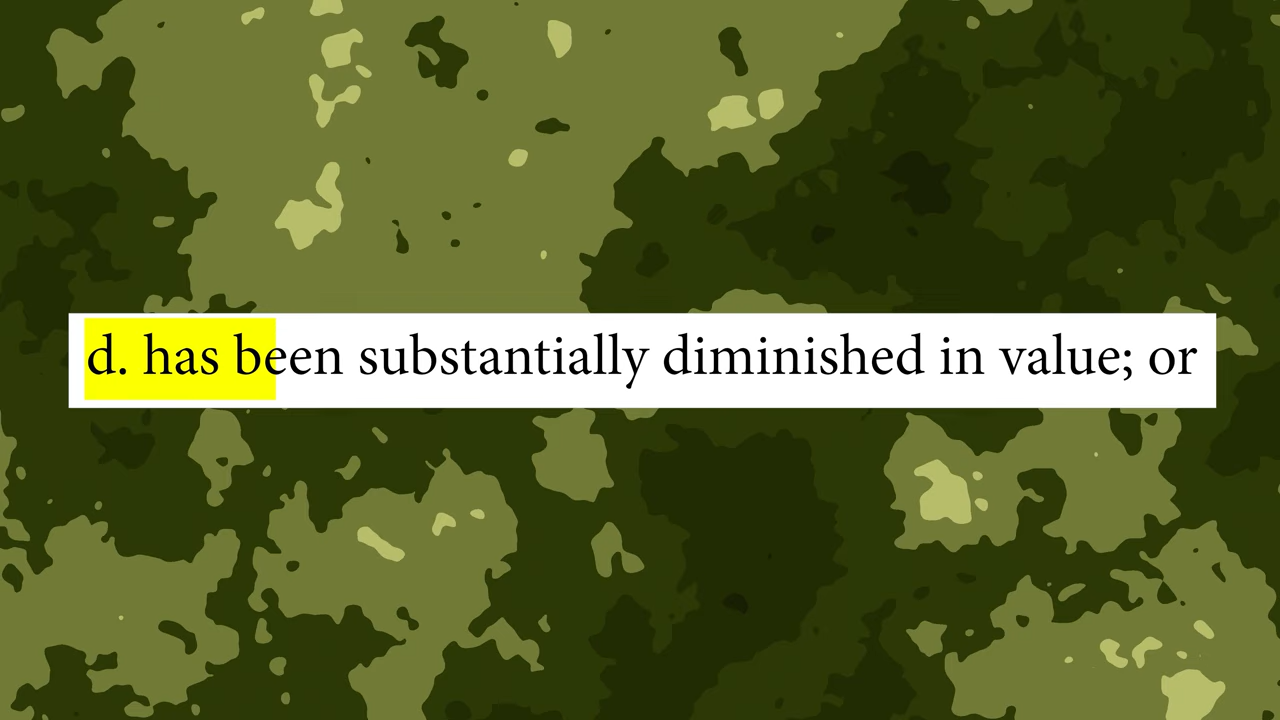 d. has been substantially diminished in value; or